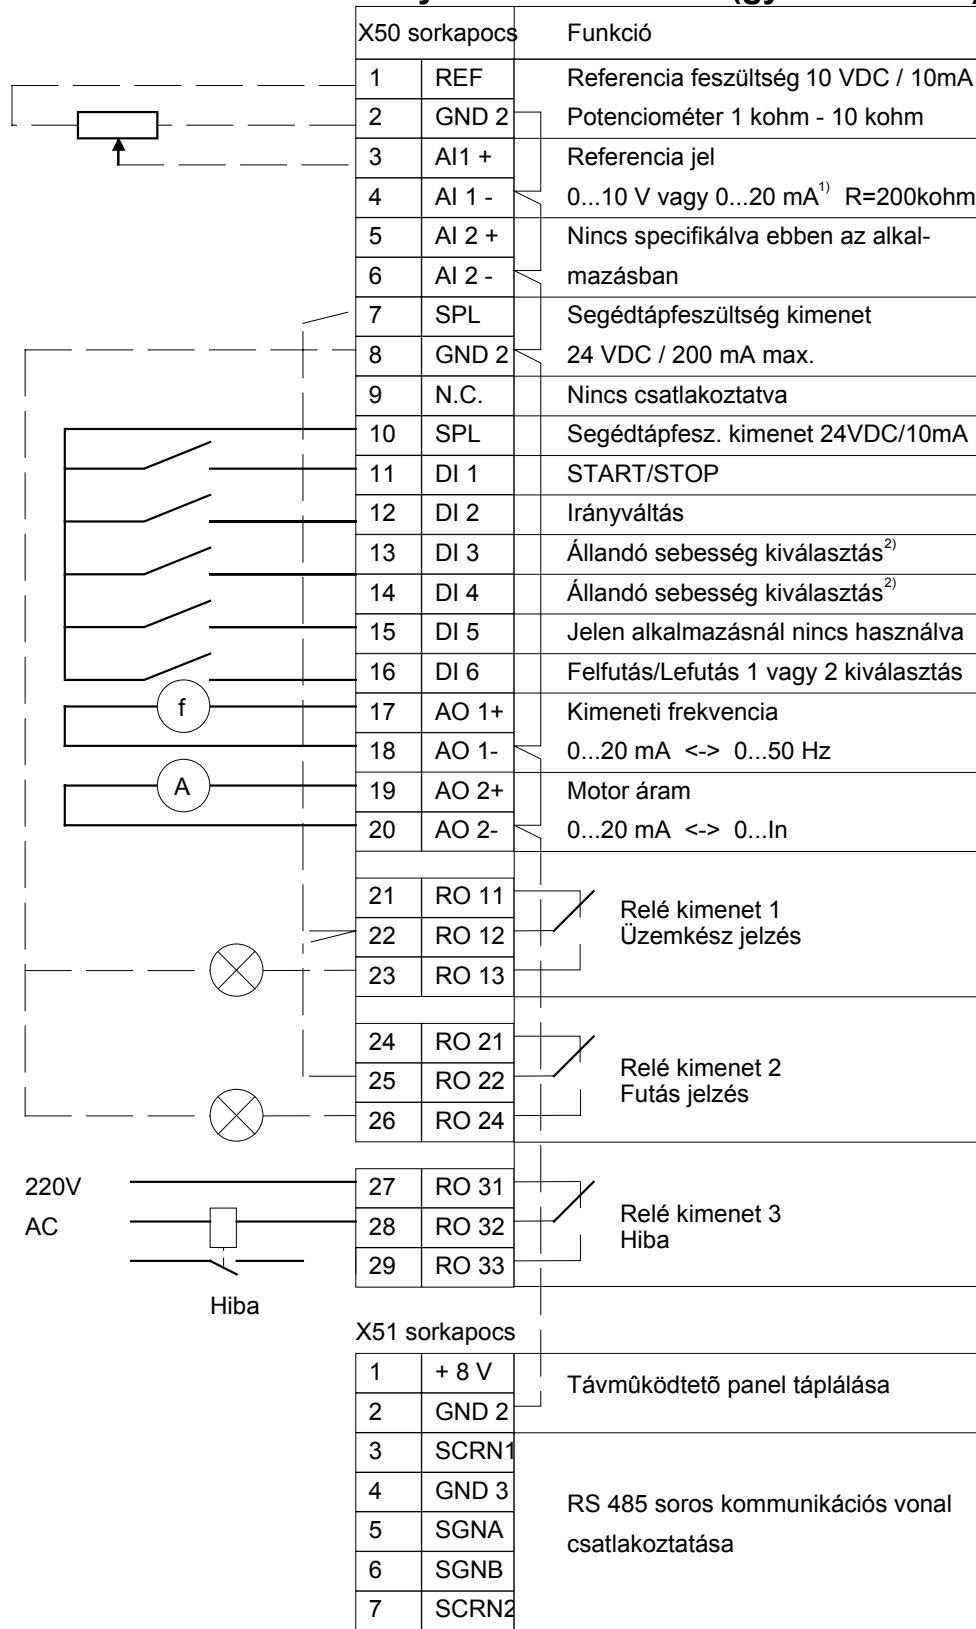 X50 sorkapocs Funkció
1 REF Referencia feszültség 10 VDC / 10mA
2 GND 2 Potenciométer 1 kohm - 10 kohm
3 AI1 + Referencia jel
4 AI 1 - 0...10 V vagy 0...20 mA1) R=200kohm
5 AI 2 + Nincs specifikálva ebben az alkal-
6 AI 2 - mazásban
7 SPL Segédtápfeszültség kimenet
8 GND 2 24 VDC / 200 mA max.
9 N.C. Nincs csatlakoztatva
10 SPL Segédtápfesz. kimenet 24VDC/10mA
11 DI 1 START/STOP
12 DI 2 Irányváltás
13 DI 3 Állandó sebesség kiválasztás2)
14 DI 4 Állandó sebesség kiválasztás2)
15 DI 5 Jelen alkalmazásnál nincs használva
16 DI 6 Felfutás/Lefutás 1 vagy 2 kiválasztás
f 17 AO 1+ Kimeneti frekvencia
18 AO 1- 0...20 mA <-> 0...50 Hz
A 19 AO 2+ Motor áram
20 AO 2- 0...20 mA <-> 0...In
21 RO 11 Relé kimenet 1
22 RO 12 Üzemkész jelzés
23 RO 13
24 RO 21
25 RO 22 Relé kimenet 2
Futás jelzés
26 RO 24
220V 27 RO 31
AC 28 RO 32 Relé kimenet 3
Hiba
29 RO 33
Hiba
X51 sorkapocs
1 + 8 V Távmûködtetõ panel táplálása
2 GND 2
3 SCRN1
4 GND 3 RS 485 soros kommunikációs vonal
5 SGNA csatlakoztatása
6 SGNB
7 SCRN2